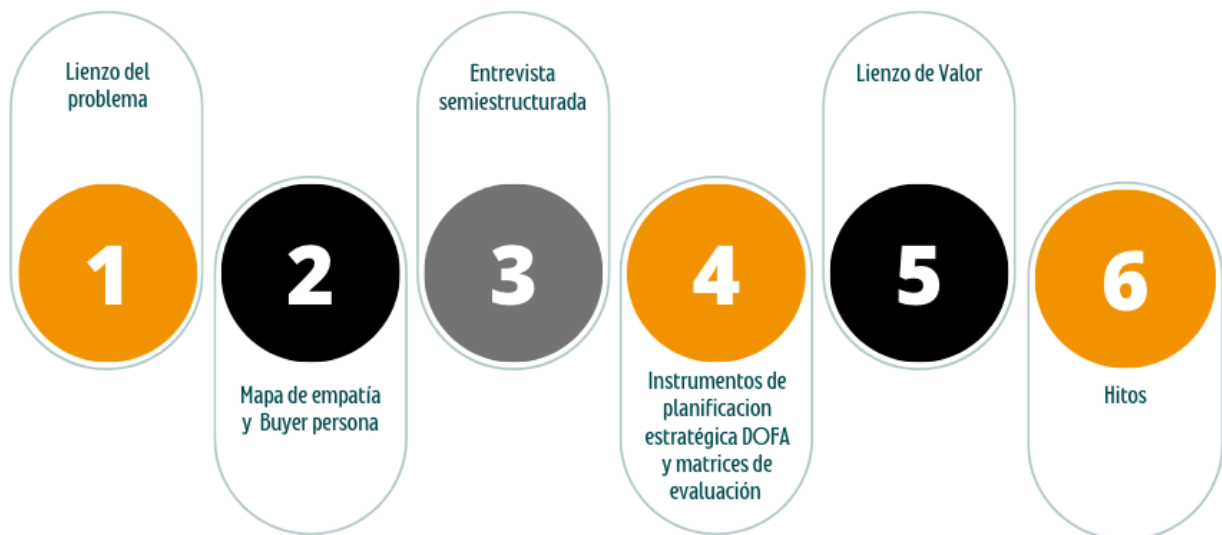 Lienzo del
problema
1
2
Mapa de empatía
y Buyer persona
Entrevista
semiestructurada
3
4
Instrumentos de
planificacion
estratégica DOFA
y matrices de
evaluación
Lienzo de Valor
5
6
Hitos